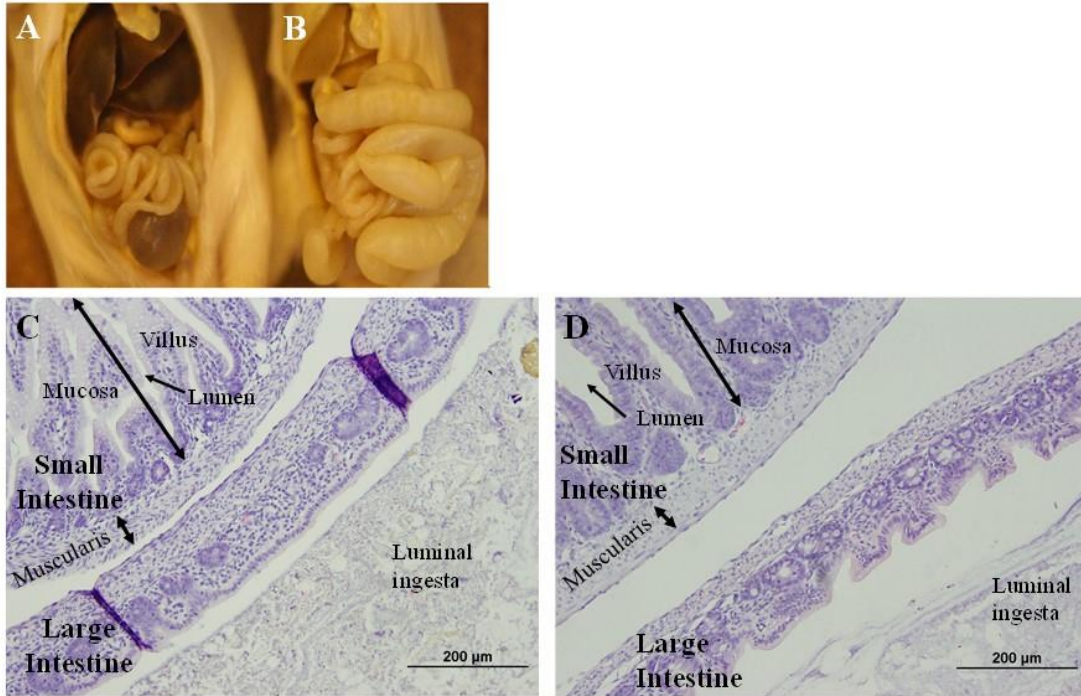 A
B
C
Villus
Mucosa
Lumen
Small
Intestine
Muscularis
Luminal
ingesta
Large
Intestine
200 µm
D
Mucosa
Villus
Lumen
Small
Intestine
Muscularis
Luminal
ingesta
Large
Intestine
200 µm